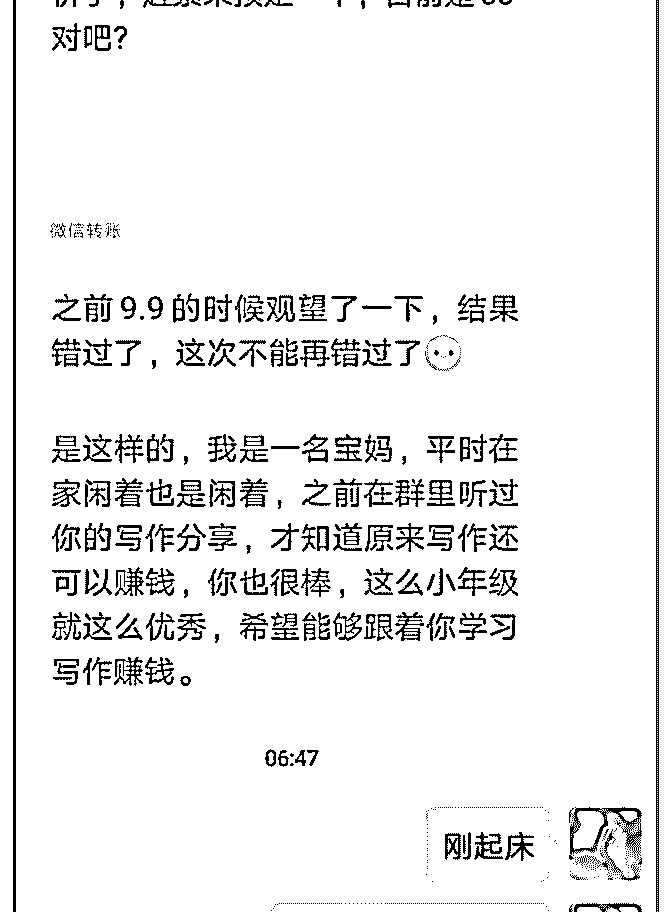 对吧?
微信转账
之前9.9的时候观望了一下，结果
错过了，这次不能再错过了
是这样的，我是一名宝妈，平时在
家闲着也是闲着，之前在群里听过
你的写作分享，才知道原来写作还
可以赚钱，你也很棒，这么小年级
就这么优秀，希望能够跟着你学习
写作赚钱。
06:47
刚起床